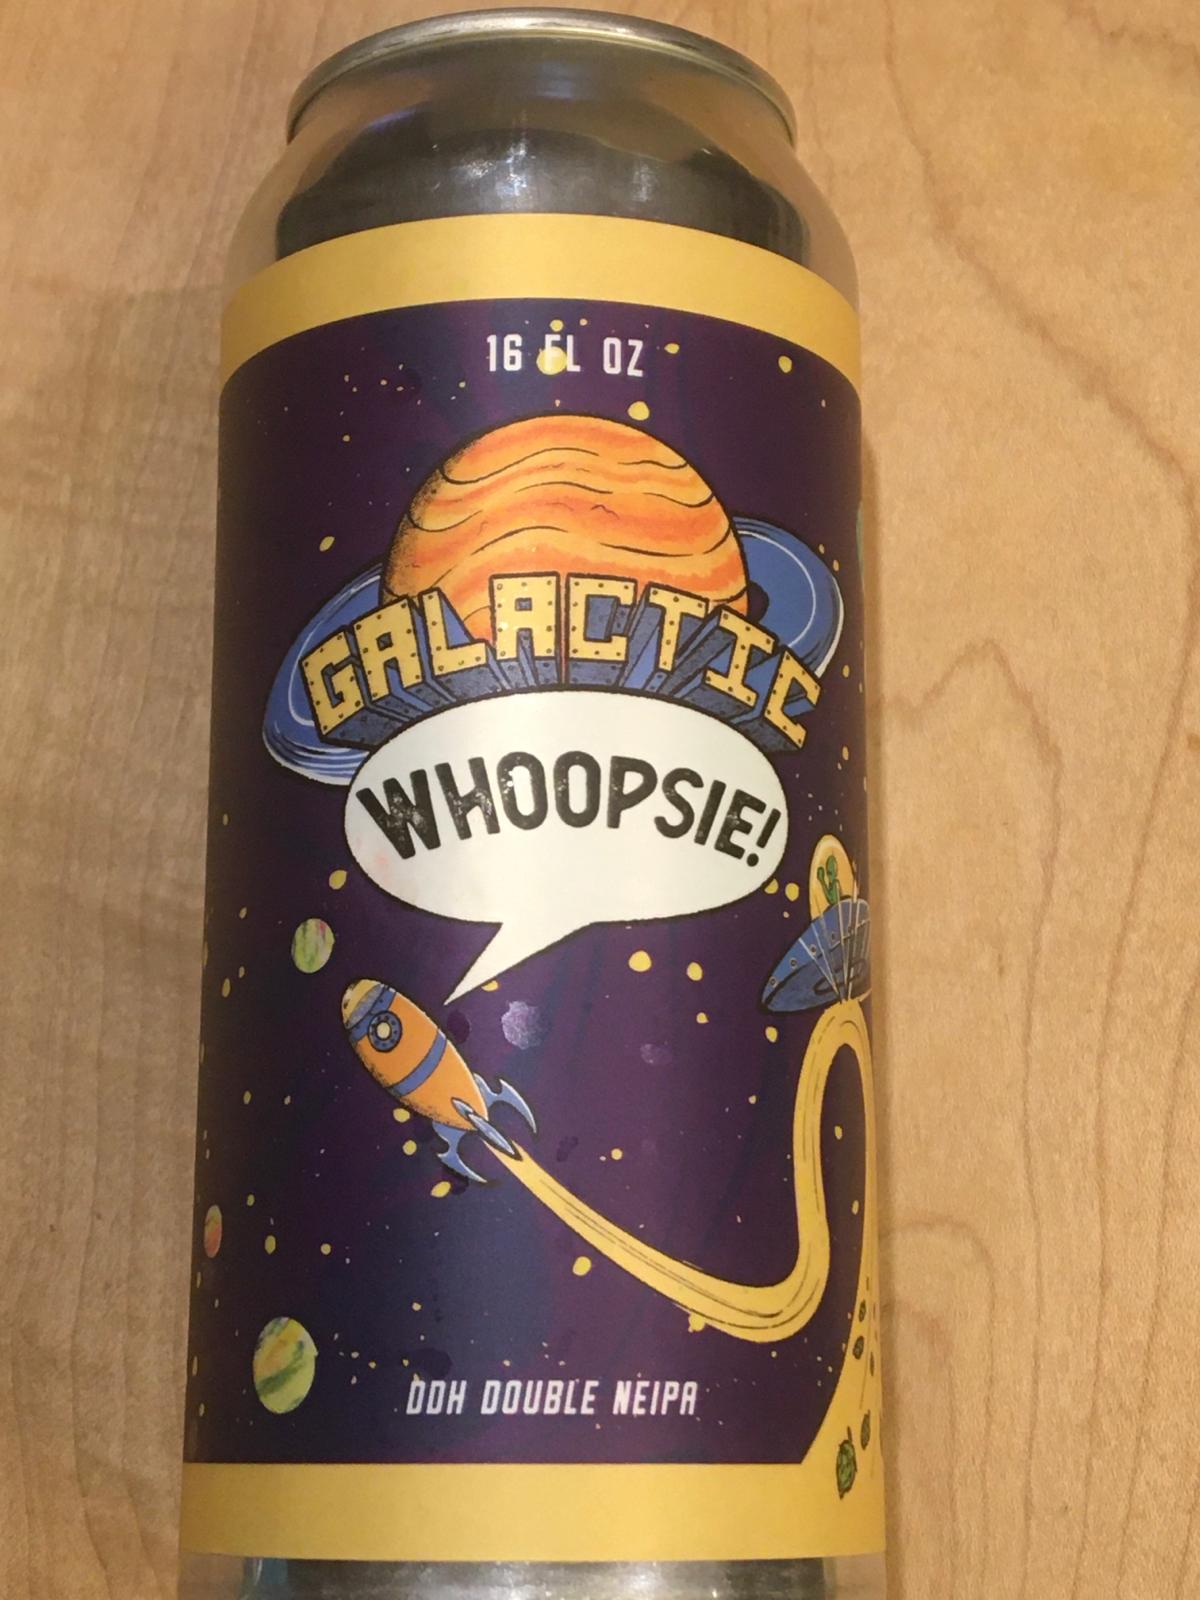 16 FL OZ
GALACTIC
WHOOPSIE!
DDH DOUBLE NEIPA